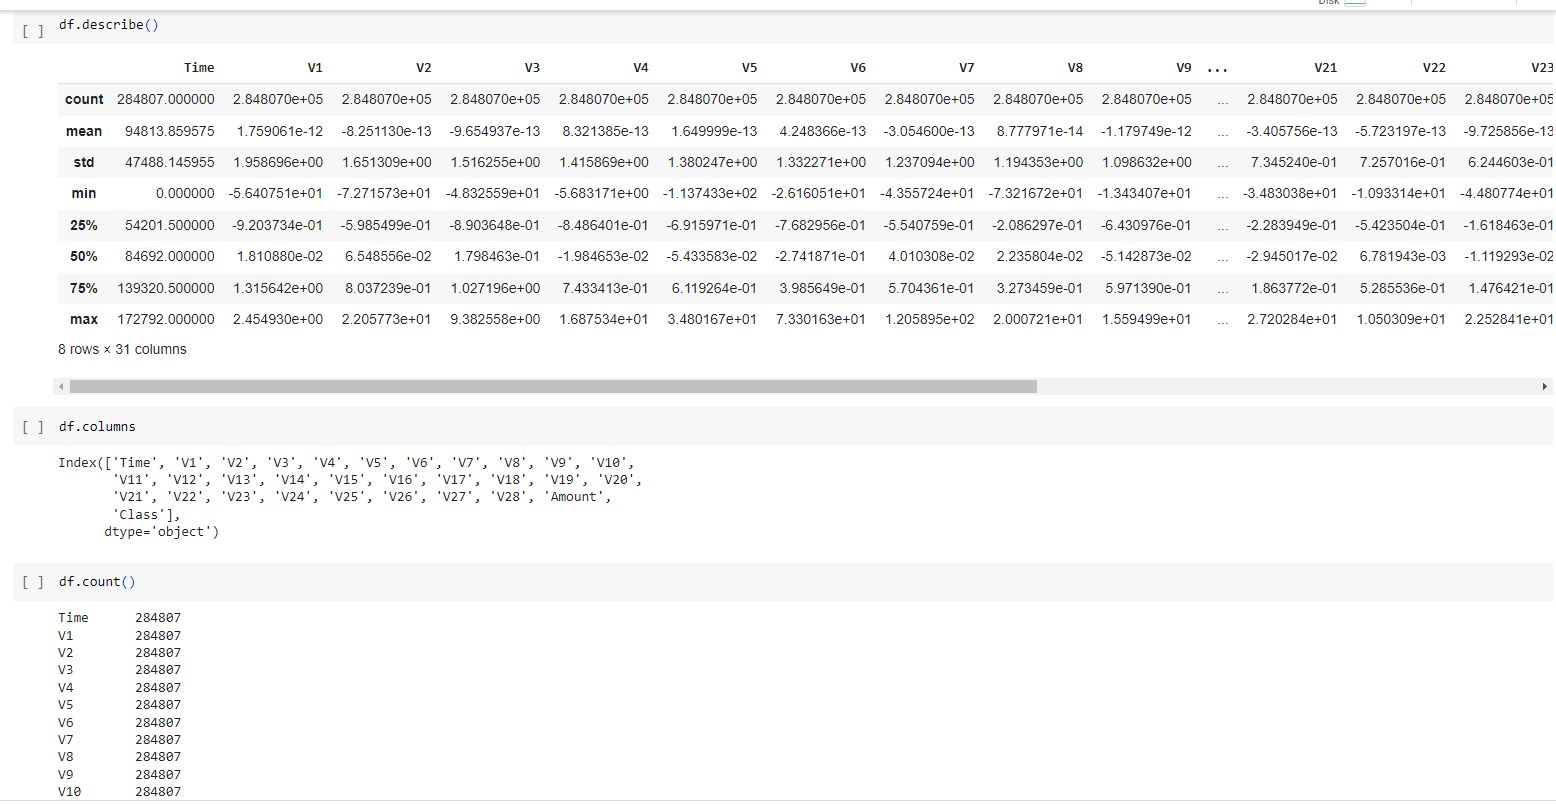 Disk
[ ] df.describe()
Time V1 V2 V3 V4 V5 V6 V7 V8 V9 ... V21 V22 V23
count 284807.000000 2.848070e+05 2.848070e+05 2.848070e+05 2.848070e+05 2.848070e+05 2.848070e+05 2.848070e+05 2.848070e+05 2.848070e+05 ... 2.848070e+05 2.848070e+05 2.848070e+05
mean 94813.859575 1.759061e-12 -8.251130e-13 -9.654937e-13 8.321385e-13 1.649999e-13 4.248366e-13 -3.054600e-13 8.777971e-14 -1.179749e-12 ... -3.405756e-13 -5.723197e-13 -9.725856e-13
std 47488.145955 1.958696e+00 1.651309e+00 1.516255e+00 1.415869e+00 1.380247e+00 1.332271e+00 1.237094e+00 1.194353e+00 1.098632e+00 ... 7.345240e-01 7.257016e-01 6.244603e-01
min 0.000000 -5.640751e+01 -7.271573e+01 -4.832559e+01 -5.683171e+00 -1.137433e+02 -2.616051e+01 -4.355724e+01 -7.321672e+01 -1.343407e+01 ... -3.483038e+01 -1.093314e+01 -4.480774e+01
25% 54201.500000 -9.203734e-01 -5.985499e-01 -8.903648e-01 -8.486401e-01 -6.915971e-01 -7.682956e-01 -5.540759e-01 -2.086297e-01 -6.430976e-01 ... -2.283949e-01 -5.423504e-01 -1.618463e-01
50% 84692.000000 1.810880e-02 6.548556e-02 1.798463e-01 -1.984653e-02 -5.433583e-02 -2.741871e-01 4.010308e-02 2.235804e-02 -5.142873e-02 ... -2.945017e-02 6.781943e-03 -1.119293e-02
75% 139320.500000 1.315642e+00 8.037239e-01 1.027196e+00 7.433413e-01 6.119264e-01 3.985649e-01 5.704361e-01 3.273459e-01 5.971390e-01 ... 1.863772e-01 5.285536e-01 1.476421e-01
max 172792.000000 2.454930e+00 2.205773e+01 9.382558e+00 1.687534e+01 3.480167e+01 7.330163e+01 1.205895e+02 2.000721e+01 1.559499e+01 ... 2.720284e+01 1.050309e+01 2.252841e+01
8 rows × 31 columns
[ ] df.columns
Index(['Time', 'V1', 'V2', 'V3', 'V4', 'V5', 'V6', 'V7', 'V8', 'V9', 'V10',
'V11', 'V12', 'V13', 'V14', 'V15', 'V16', 'V17', 'V18', 'V19', 'V20',
'V21', 'V22', 'V23', 'V24', 'V25', 'V26', 'V27', 'V28', 'Amount',
'Class'],
dtype='object')
[ ] df.count()
Time 284807
V1 284807
V2 284807
V3 284807
V4 284807
V5 284807
V6 284807
V7 284807
V8 284807
V9 284807
V10 284807